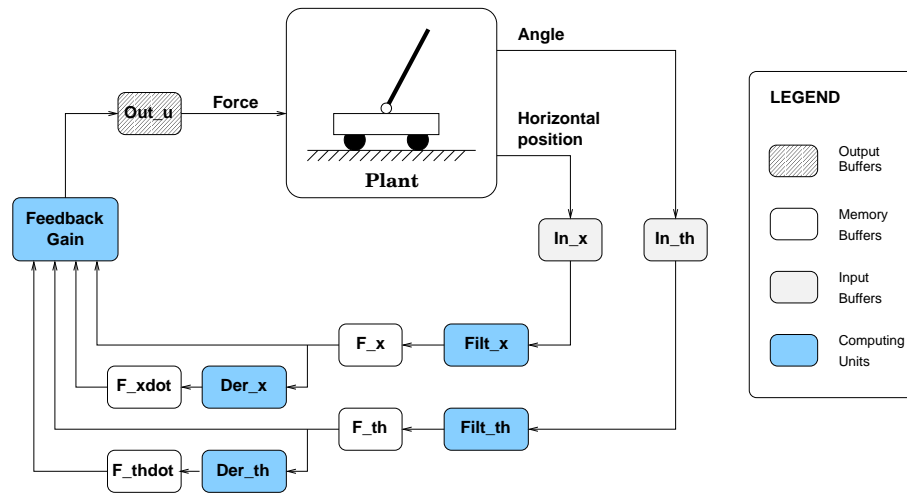 Angle
Out_u
Force
Horizontal
position
Plant
Feedback
Gain
In_x
In_th
F_x
Filt_x
F_xdot
Der_x
F_th
Filt_th
F_thdot
Der_th
LEGEND
Output
Buffers
Memory
Buffers
Input
Buffers
Computing
Units